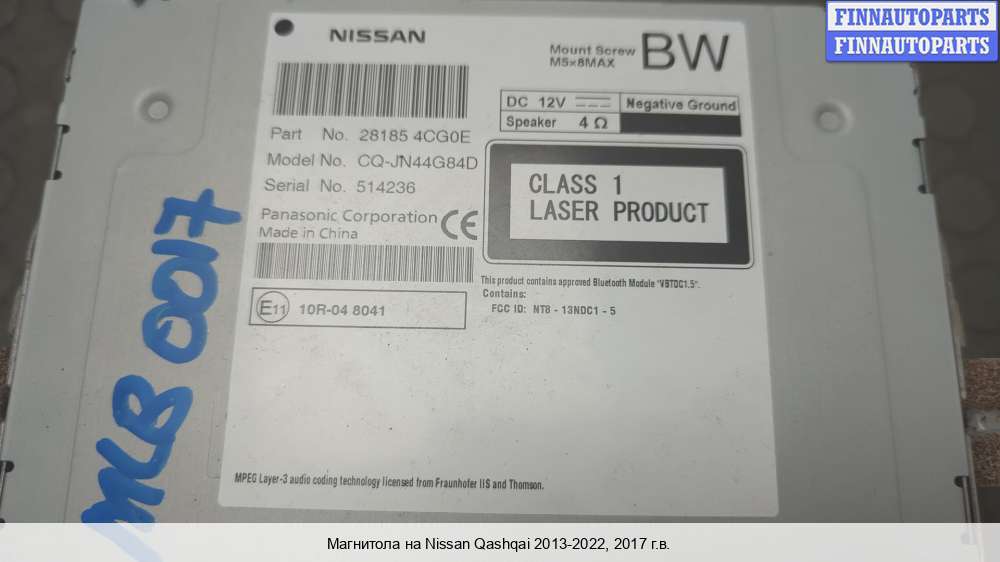 FINNAUTOPARTS
FINNAUTOPARTS
NISSAN
Mount Screw
M5×8MAX
BW
DC 12V
Negative Ground
Speaker 4 Ω
Part No. 28185 4CG0E
Model No. CQ-JN44G84D
Serial No. 514236
Panasonic Corporation
Made in China
CE
CLASS 1
LASER PRODUCT
This product contains approved Bluetooth Module "VBTDC1.5".
Contains:
FCC ID: NT8 - 13NDC1 - 5
E11 10R-04 8041
MLB 0017
MPEG Layer-3 audio coding technology licensed from Fraunhofer IIS and Thomson.
Магнитола на Nissan Qashqai 2013-2022, 2017 г.в.